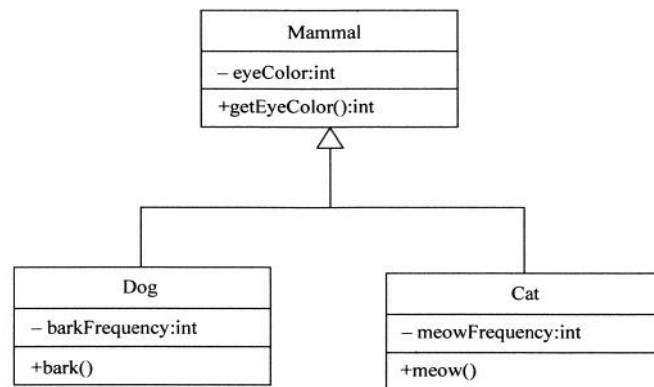 Mammal
– eyeColor:int
+getEyeColor():int
Dog
– barkFrequency:int
+bark()
Cat
– meowFrequency:int
+meow()